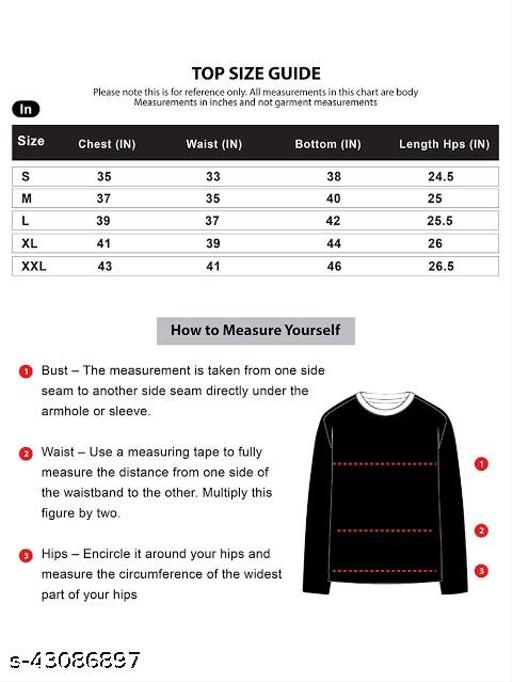 TOP SIZE GUIDE
Please note this is for reference only. All measurements in this chart are body
Measurements in inches and not garment measurements
In
Size Chest (IN) Waist (IN) Bottom (IN) Length Hps (IN)
S 35 33 38 24.5
M 37 35 40 25
L 39 37 42 25.5
XL 41 39 44 26
XXL 43 41 46 26.5
How to Measure Yourself
1 Bust – The measurement is taken from one side
seam to another side seam directly under the
armhole or sleeve.
2 Waist – Use a measuring tape to fully
measure the distance from one side of
the waistband to the other. Multiply this
figure by two.
3 Hips – Encircle it around your hips and
measure the circumference of the widest
part of your hips
1
2
3
s-43086897